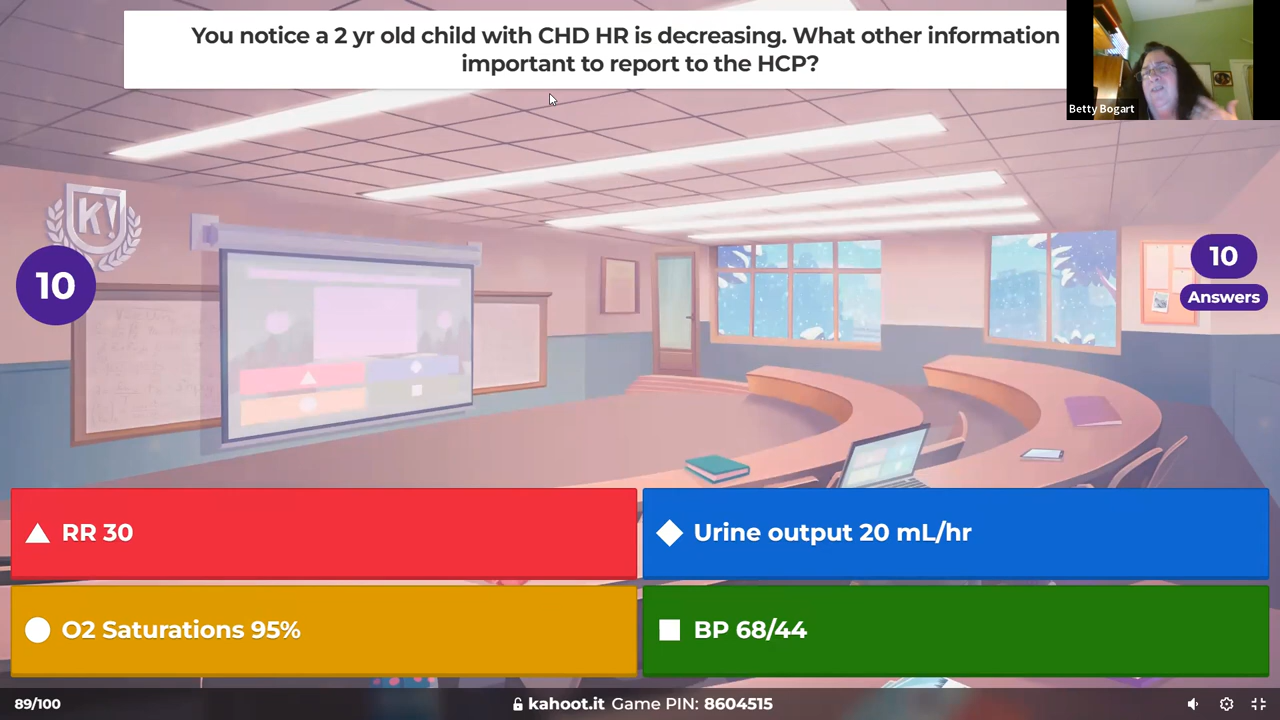 You notice a 2 yr old child with CHD HR is decreasing. What other information
important to report to the HCP?
Betty Bogart
K!
10
10
Answers
RR 30
Urine output 20 mL/hr
O2 Saturations 95%
BP 68/44
89/100
kahoot.it Game PIN: 8604515